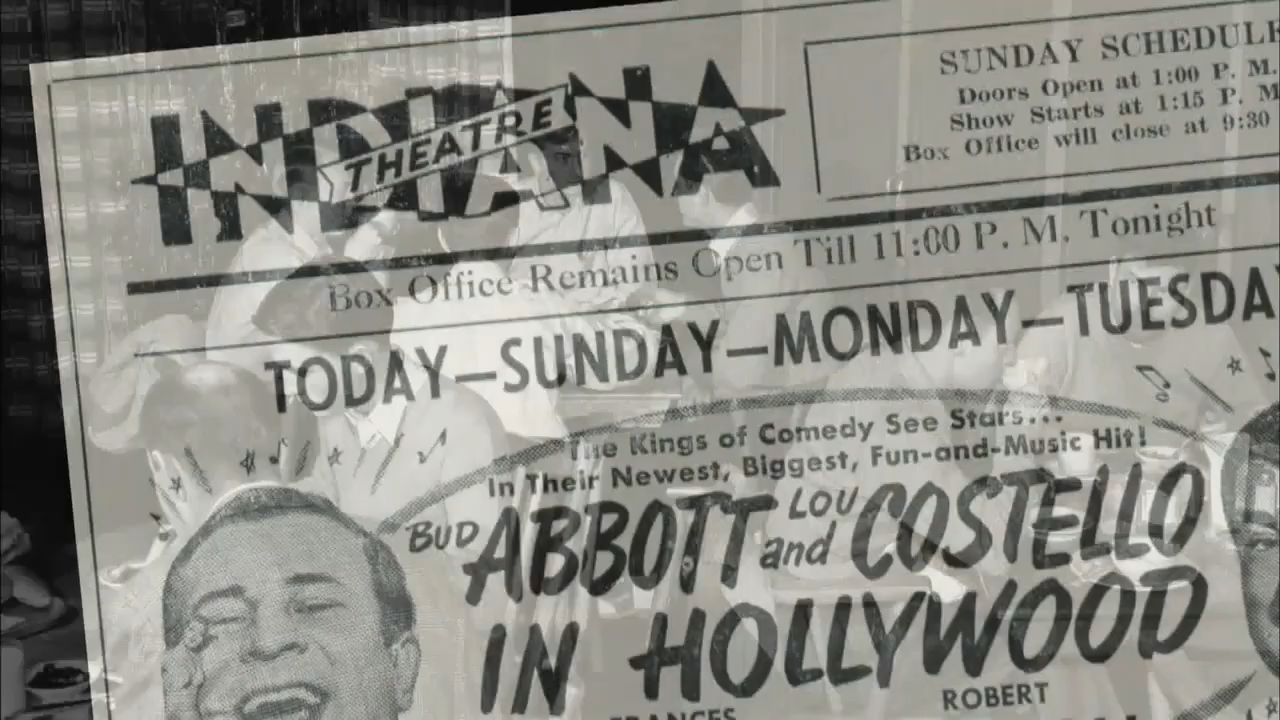 INDIANA
THEATRE
SUNDAY SCHEDULE
Doors Open at 1:00 P. M.
Show Starts at 1:15 P. M
Box Office will close at 9:30
Box Office Remains Open Till 11:00 P. M. Tonight
TODAY—SUNDAY—MONDAY—TUESDA
The Kings of Comedy See Stars...
In Their Newest, Biggest, Fun-and-Music Hit!
BUD ABBOTT and LOU COSTELLO
IN HOLLYWOOD
FRANCES ROBERT